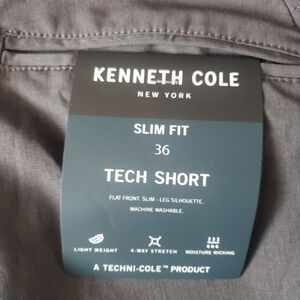 KENNETH COLE
NEW YORK
SLIM FIT
36
TECH SHORT
FLAT FRONT. SLIM - LEG SILHOUETTE.
MACHINE WASHABLE.
LIGHT WEIGHT 4-WAY STRETCH MOISTURE WICKING
A TECHNI-COLE™ PRODUCT